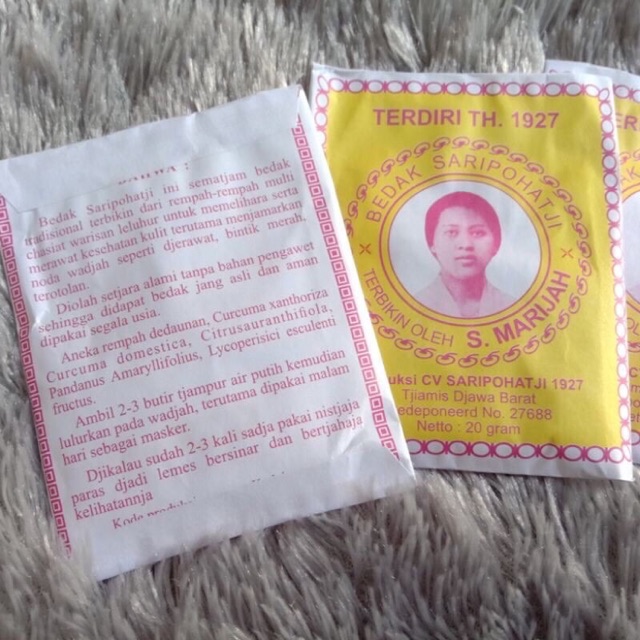 Bedak Saripohatji ini sematjam bedak
tradisional terbikin dari rempah-rempah multi
chasiat warisan leluhur untuk memelihara serta
merawat kesehatan kulit terutama menjamarkan
noda wadjah seperti djerawat, bintik merah,
terotolan.
Diolah setjara alami tanpa bahan pengawet
sehingga didapat bedak jang asli dan aman
dipakai segala usia.
Aneka rempah dedaunan, Curcuma xanthoriza
Curcuma domestica, Citrusauranthifiola,
Pandanus Amaryllifolius, Lycoperisici esculenti
fructus.
Ambil 2-3 butir tjampur air putih kemudian
lulurkan pada wadjah, terutama dipakai malam
hari sebagai masker.
Djikalau sudah 2-3 kali sadja pakai nistjaja
paras djadi lemes bersinar dan bertjahaja
kelihatannja
TERDIRI TH. 1927
BEDAK SARIPOHATJI
TERBIKIN OLEH S. MARIJAH
uksi CV SARIPOHATJI 1927
Tjiamis Djawa Barat
edeponeerd No. 27688
Netto : 20 gram